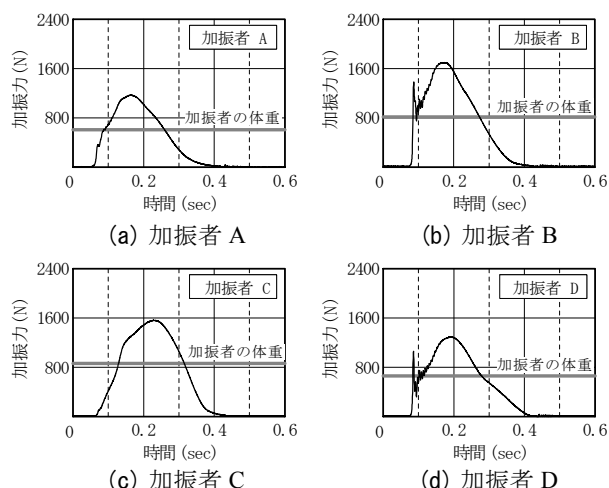 加振者 A
加振力(N)
2400
1600
800
加振者の体重
0
0.2
0.4
0.6
時間(sec)
(a) 加振者 A
加振者 B
加振力(N)
2400
1600
800
加振者の体重
0
0.2
0.4
0.6
時間(sec)
(b) 加振者 B
加振者 C
加振力(N)
2400
1600
800
加振者の体重
0
0.2
0.4
0.6
時間(sec)
(c) 加振者 C
加振者 D
加振力(N)
2400
1600
800
加振者の体重
0
0.2
0.4
0.6
時間(sec)
(d) 加振者 D